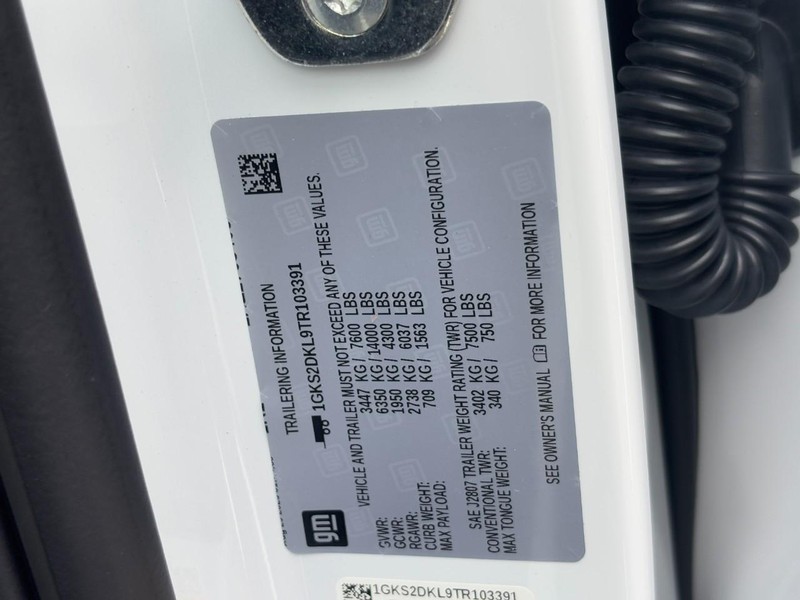 TRAILERING INFORMATION
1GKS2DKL9TR103391
VEHICLE AND TRAILER MUST NOT EXCEED ANY OF THESE VALUES.
GVWR: 3447 KG / 7600 LBS
GCWR: 6350 KG / 14000 LBS
RGAWR: 1950 KG / 4300 LBS
CURB WEIGHT: 2738 KG / 6037 LBS
MAX PAYLOAD: 709 KG / 1563 LBS
SAE J2807 TRAILER WEIGHT RATING (TWR) FOR VEHICLE CONFIGURATION.
CONVENTIONAL TWR: 3402 KG / 7500 LBS
MAX TONGUE WEIGHT: 340 KG / 750 LBS
SEE OWNER'S MANUAL FOR MORE INFORMATION
gm
1GKS2DKL9TR103391